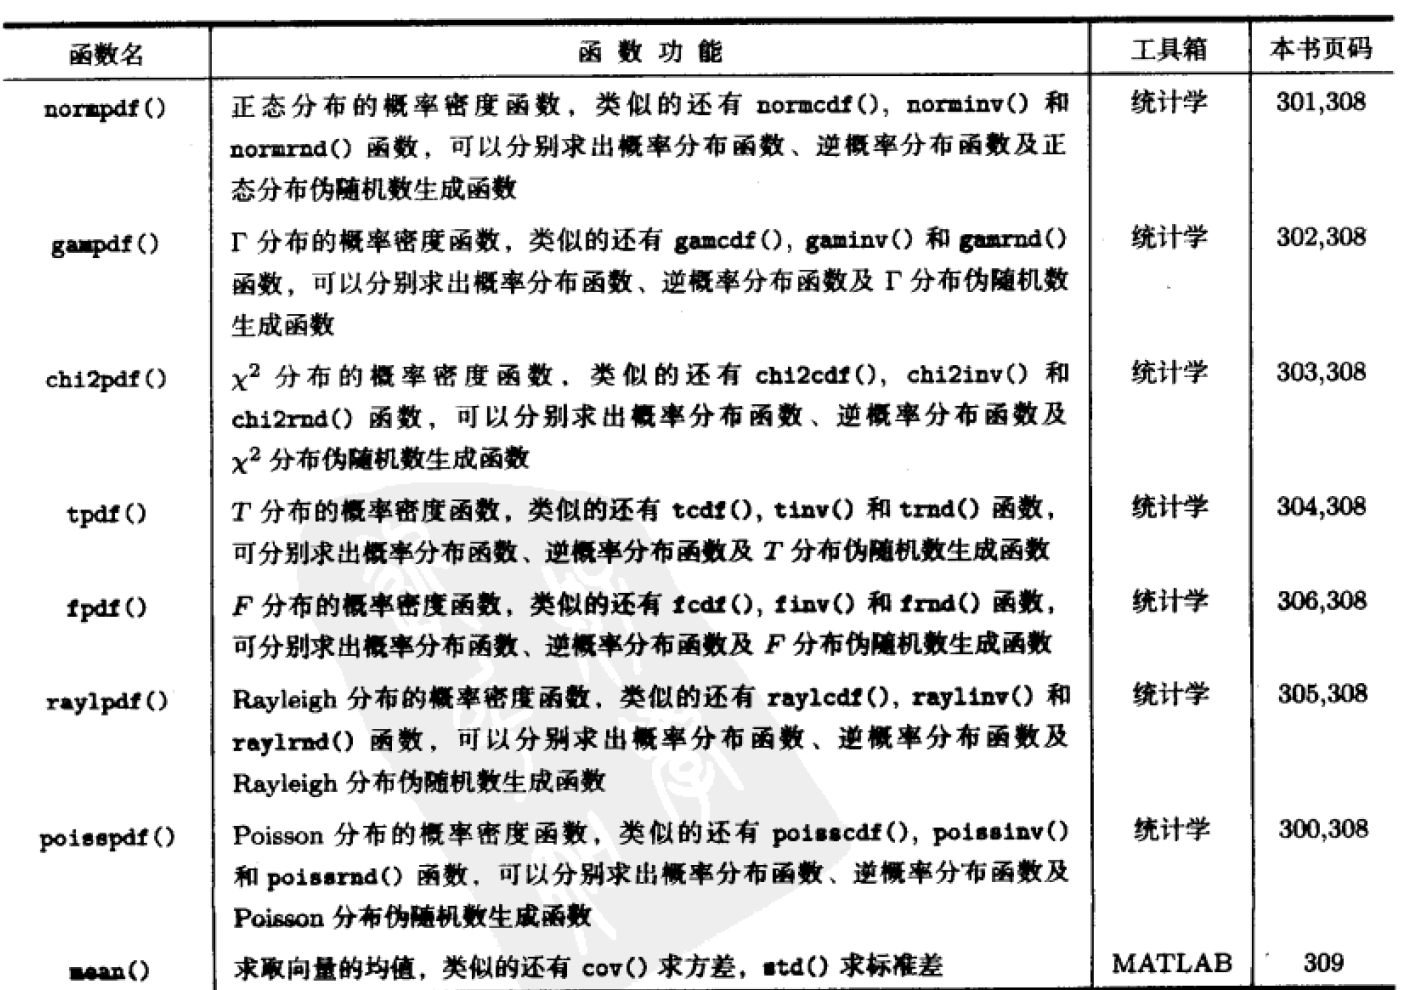 函数名 函数功能 工具箱 本书页码
normpdf() 正态分布的概率密度函数，类似的还有 normcdf(), norminv() 和 统计学 301,308
normrnd() 函数，可以分别求出概率分布函数、逆概率分布函数及正
态分布伪随机数生成函数
gampdf() Γ 分布的概率密度函数，类似的还有 gamcdf(), gaminv() 和 gamrnd() 统计学 302,308
函数，可以分别求出概率分布函数、逆概率分布函数及 Γ 分布伪随机数
生成函数
chi2pdf() χ² 分布的概率密度函数，类似的还有 chi2cdf(), chi2inv() 和 统计学 303,308
chi2rnd() 函数，可以分别求出概率分布函数、逆概率分布函数及
χ² 分布伪随机数生成函数
tpdf() T 分布的概率密度函数，类似的还有 tcdf(), tinv() 和 trnd() 函数， 统计学 304,308
可分别求出概率分布函数、逆概率分布函数及 T 分布伪随机数生成函数
fpdf() F 分布的概率密度函数，类似的还有 fcdf(), finv() 和 frnd() 函数， 统计学 306,308
可分别求出概率分布函数、逆概率分布函数及 F 分布伪随机数生成函数
raylpdf() Rayleigh 分布的概率密度函数，类似的还有 raylcdf(), raylinv() 和 统计学 305,308
raylrnd() 函数，可以分别求出概率分布函数、逆概率分布函数及
Rayleigh 分布伪随机数生成函数
poisspdf() Poisson 分布的概率密度函数，类似的还有 poisscdf(), poissinv() 统计学 300,308
和 poissrnd() 函数，可以分别求出概率分布函数、逆概率分布函数及
Poisson 分布伪随机数生成函数
mean() 求取向量的均值，类似的还有 cov() 求方差，std() 求标准差 MATLAB 309